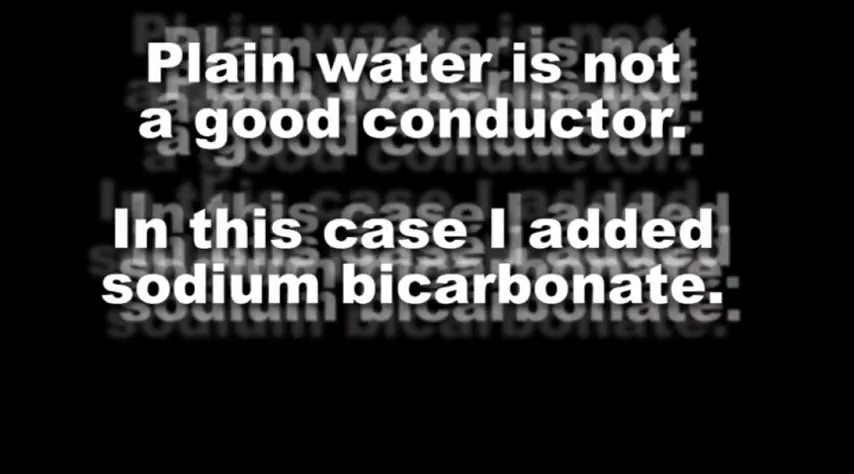 Plain water is not
a good conductor.
In this case I added
sodium bicarbonate.